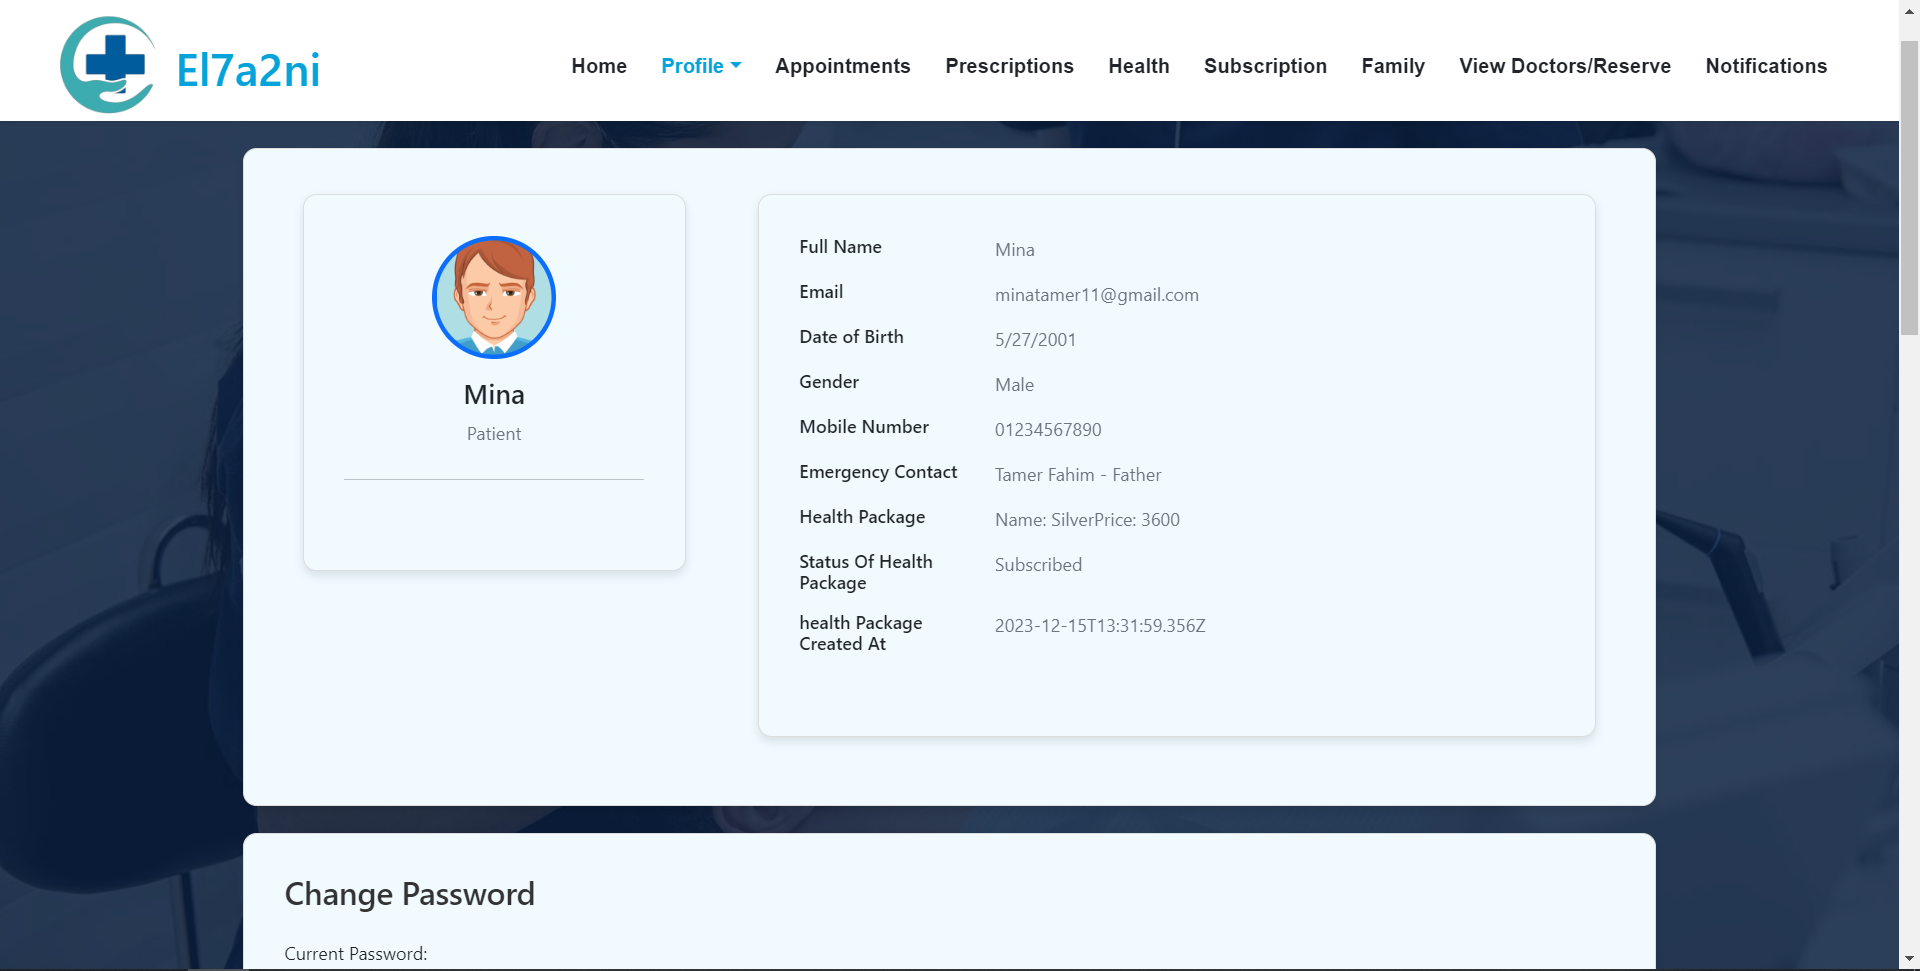 El7a2ni
Home Profile Appointments Prescriptions Health Subscription Family View Doctors/Reserve Notifications
Mina
Patient
Full Name Mina
Email minatamer11@gmail.com
Date of Birth 5/27/2001
Gender Male
Mobile Number 01234567890
Emergency Contact Tamer Fahim - Father
Health Package Name: SilverPrice: 3600
Status Of Health Subscribed
Package
health Package 2023-12-15T13:31:59.356Z
Created At
Change Password
Current Password: